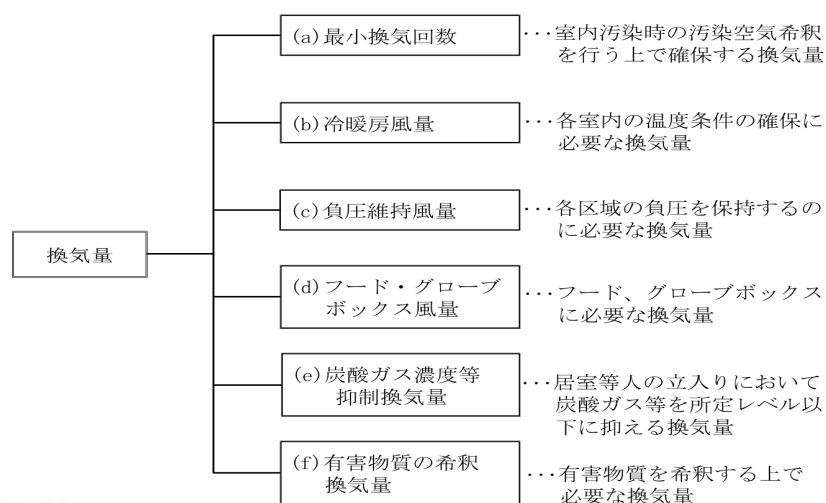 (a)最小換気回数
···室内汚染時の汚染空気希釈
を行う上で確保する換気量
(b)冷暖房風量
···各室内の温度条件の確保に
必要な換気量
(c)負圧維持風量
···各区域の負圧を保持するの
に必要な換気量
換気量
(d)フード・グローブ
ボックス風量
···フード、グローブボックス
に必要な換気量
(e)炭酸ガス濃度等
抑制換気量
···居室等人の立入りにおいて
炭酸ガス等を所定レベル以
下に抑える換気量
(f)有害物質の希釈
換気量
···有害物質を希釈する上で
必要な換気量